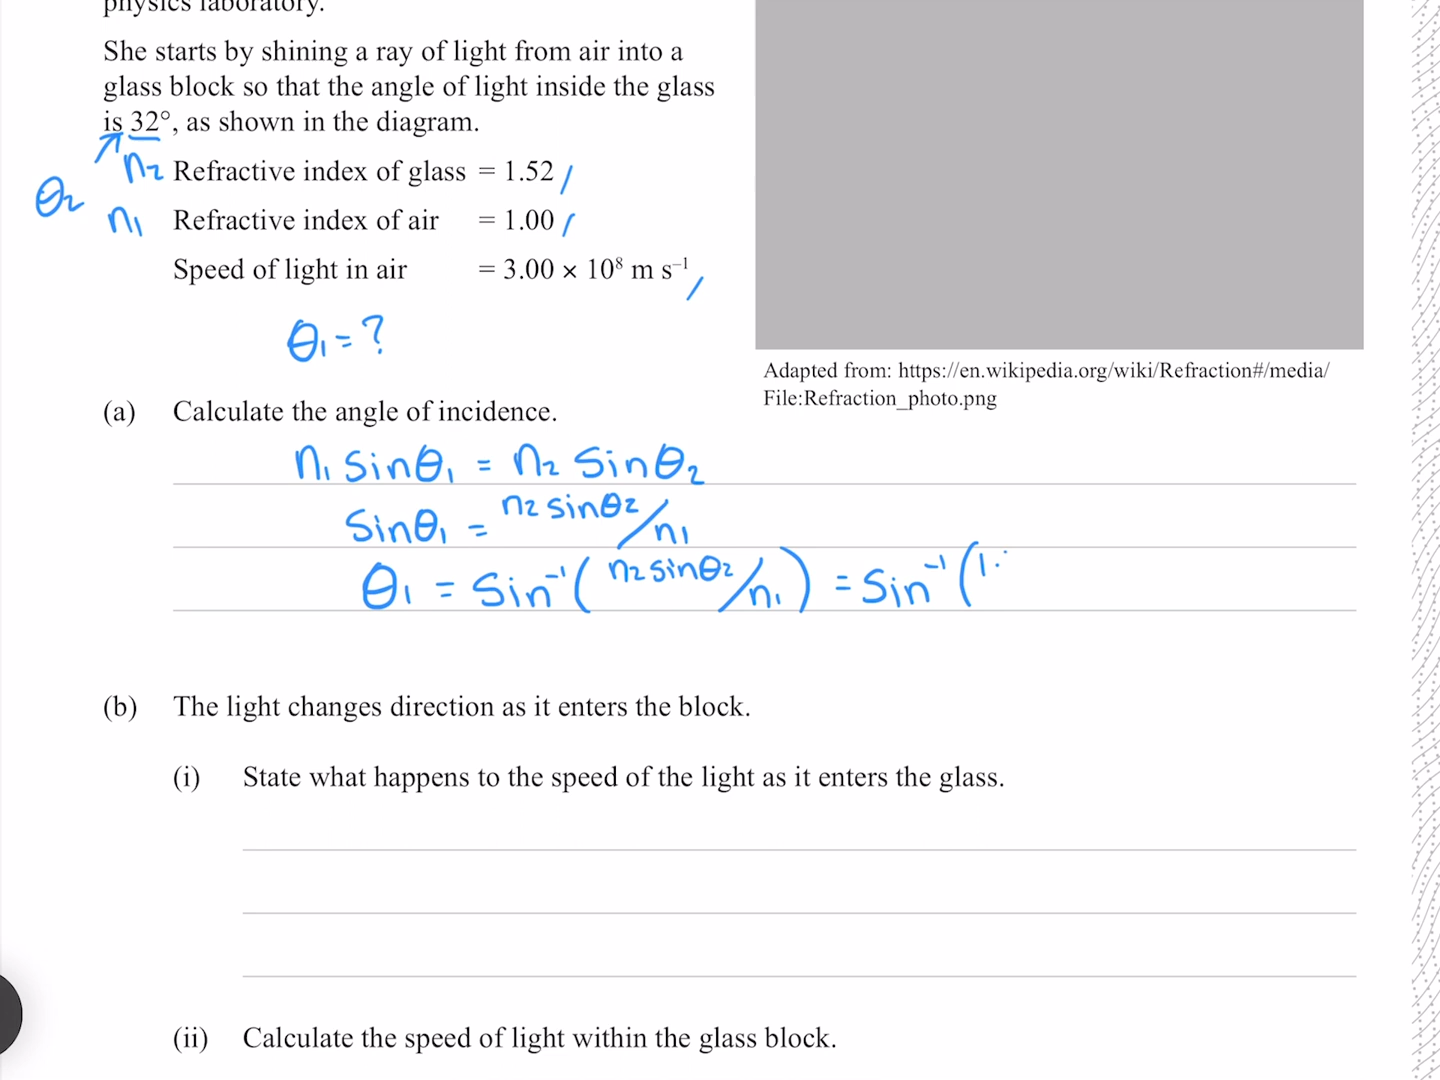 physics laboratory.
She starts by shining a ray of light from air into a
glass block so that the angle of light inside the glass
is 32°, as shown in the diagram.
θ2
n2 Refractive index of glass = 1.52
n1 Refractive index of air = 1.00
Speed of light in air = 3.00 × 10⁸ m s⁻¹
θ1 = ?
Adapted from: https://en.wikipedia.org/wiki/Refraction#/media/
File:Refraction_photo.png
(a) Calculate the angle of incidence.
n1 sinθ1 = n2 sinθ2
sinθ1 = n2 sinθ2/n1
θ1 = sin⁻¹(n2 sinθ2/n1) = sin⁻¹(1.
(b) The light changes direction as it enters the block.
(i) State what happens to the speed of the light as it enters the glass.
(ii) Calculate the speed of light within the glass block.